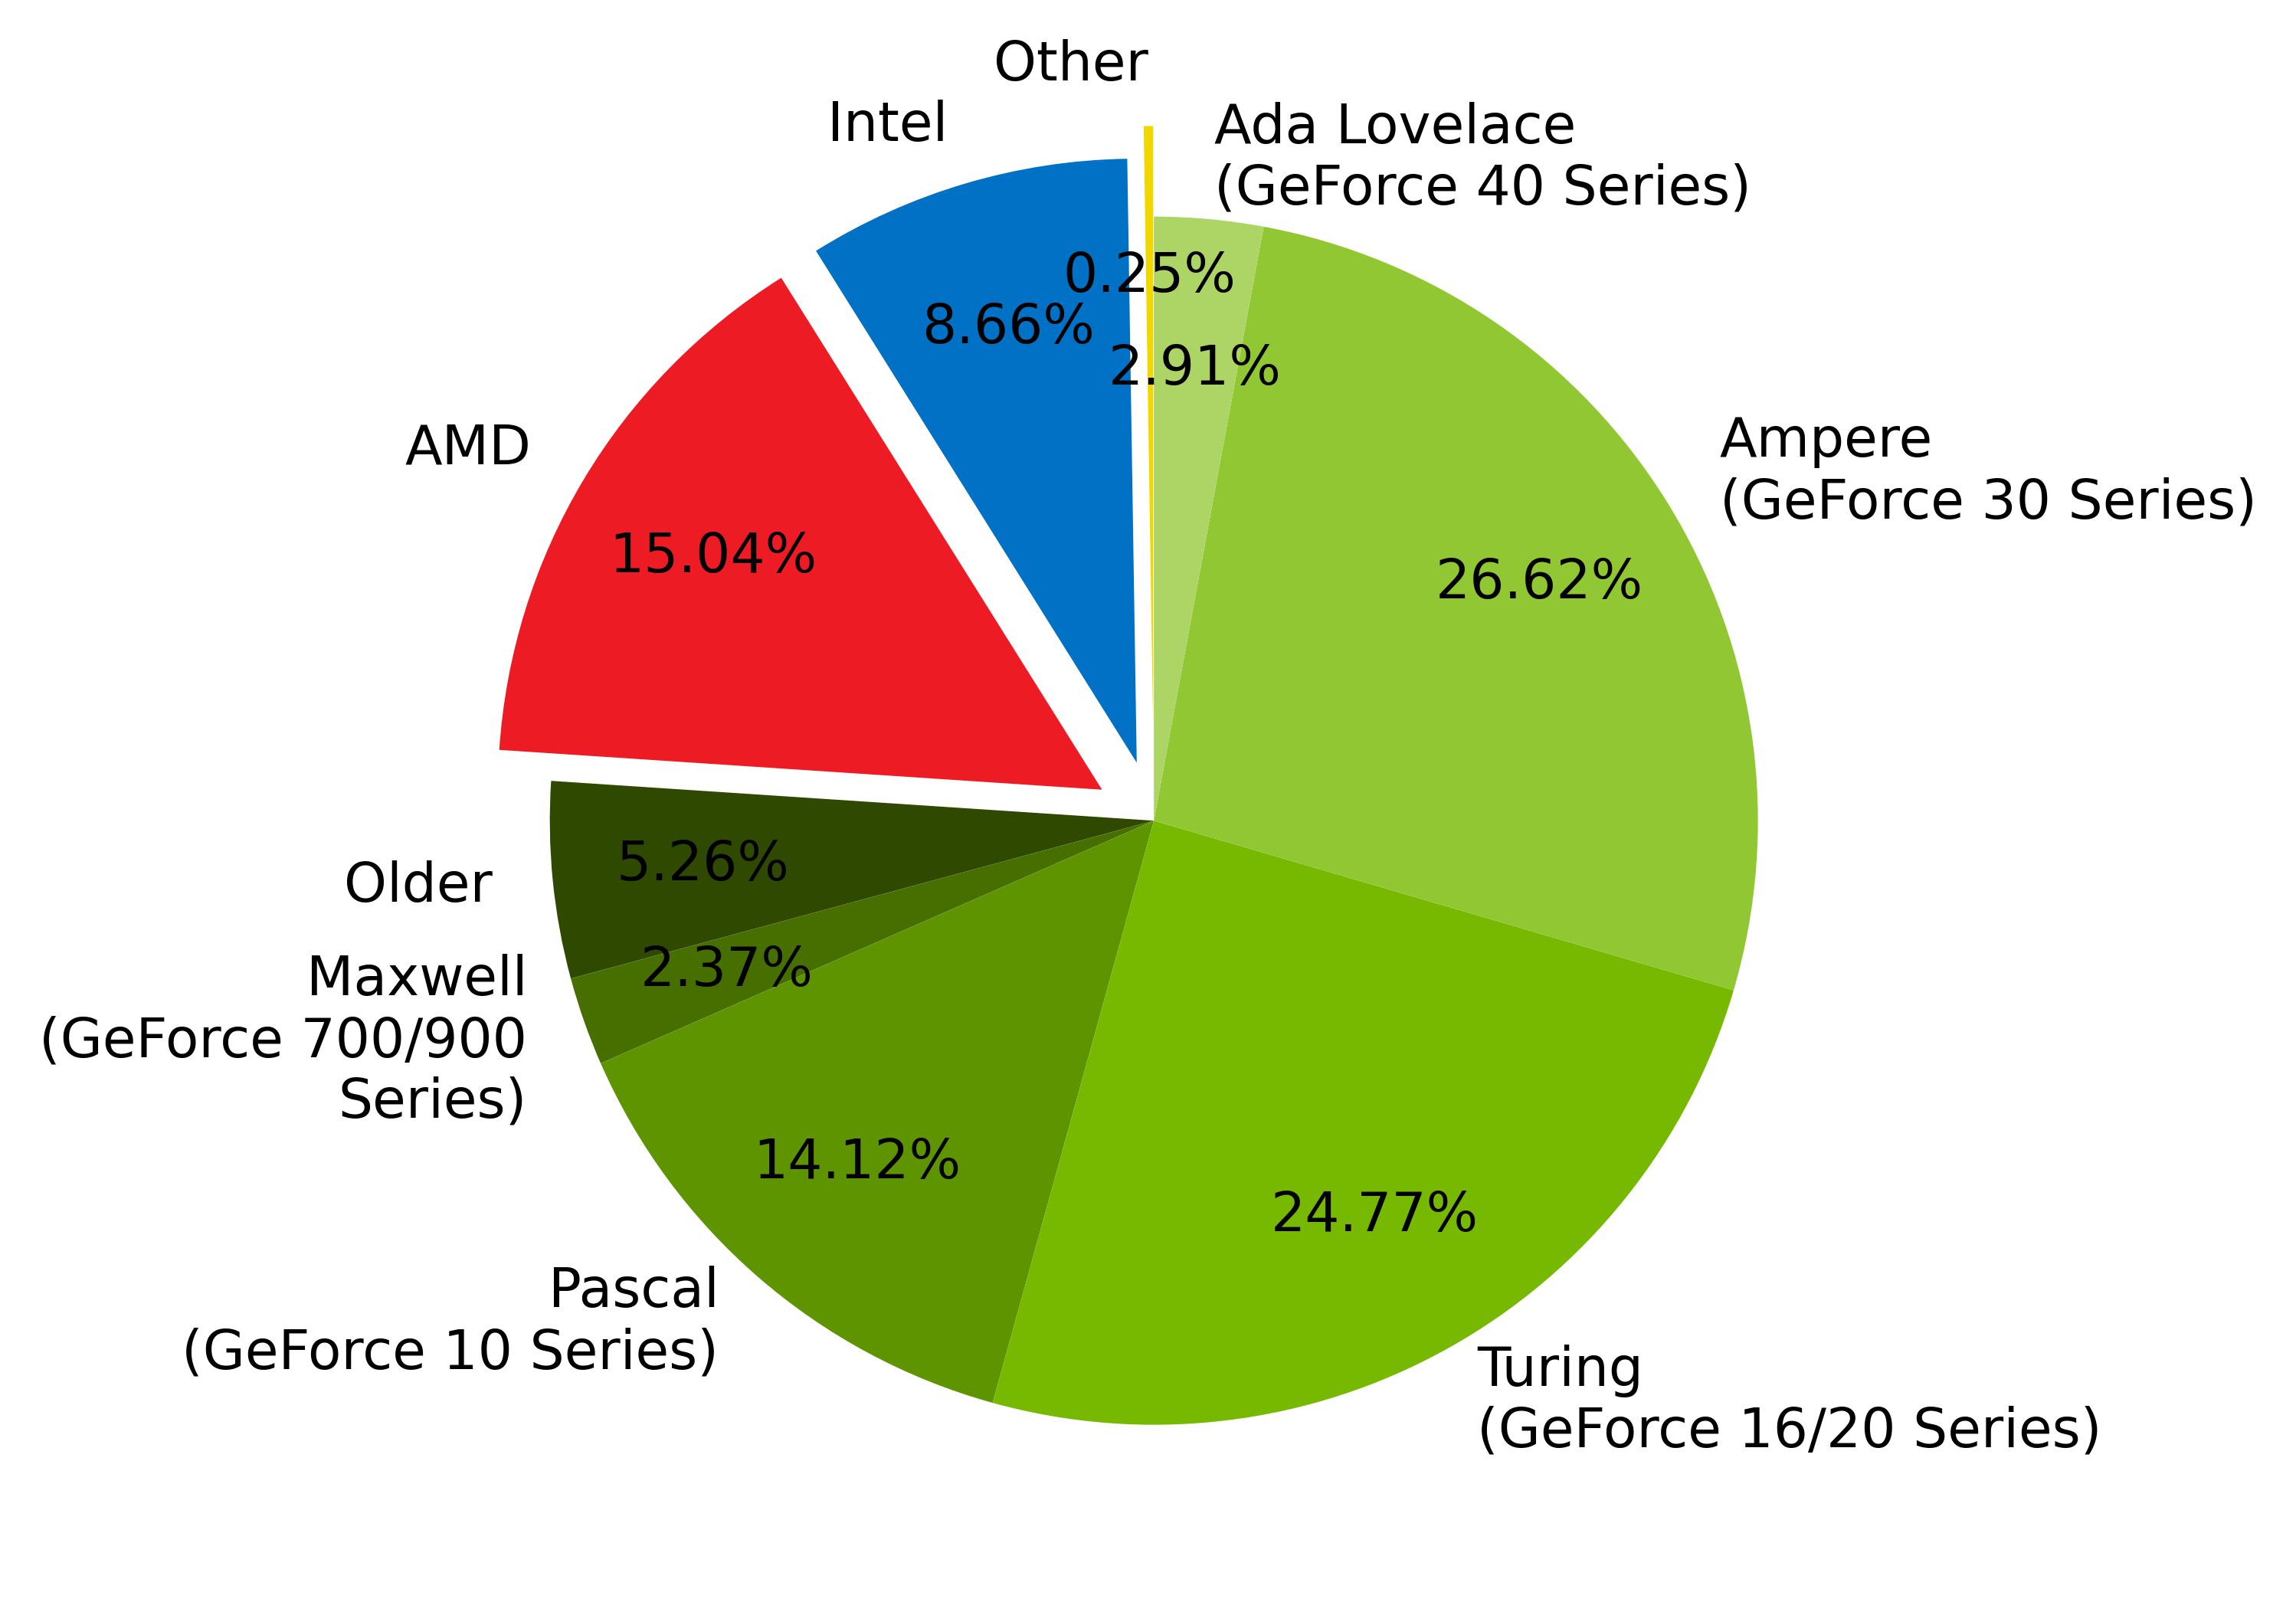 Other
Intel
Ada Lovelace
(GeForce 40 Series)
0.25%
8.66%
2.91%
AMD
Ampere
(GeForce 30 Series)
15.04%
26.62%
5.26%
Older
2.37%
Maxwell
(GeForce 700/900
Series)
14.12%
24.77%
Pascal
(GeForce 10 Series)
Turing
(GeForce 16/20 Series)